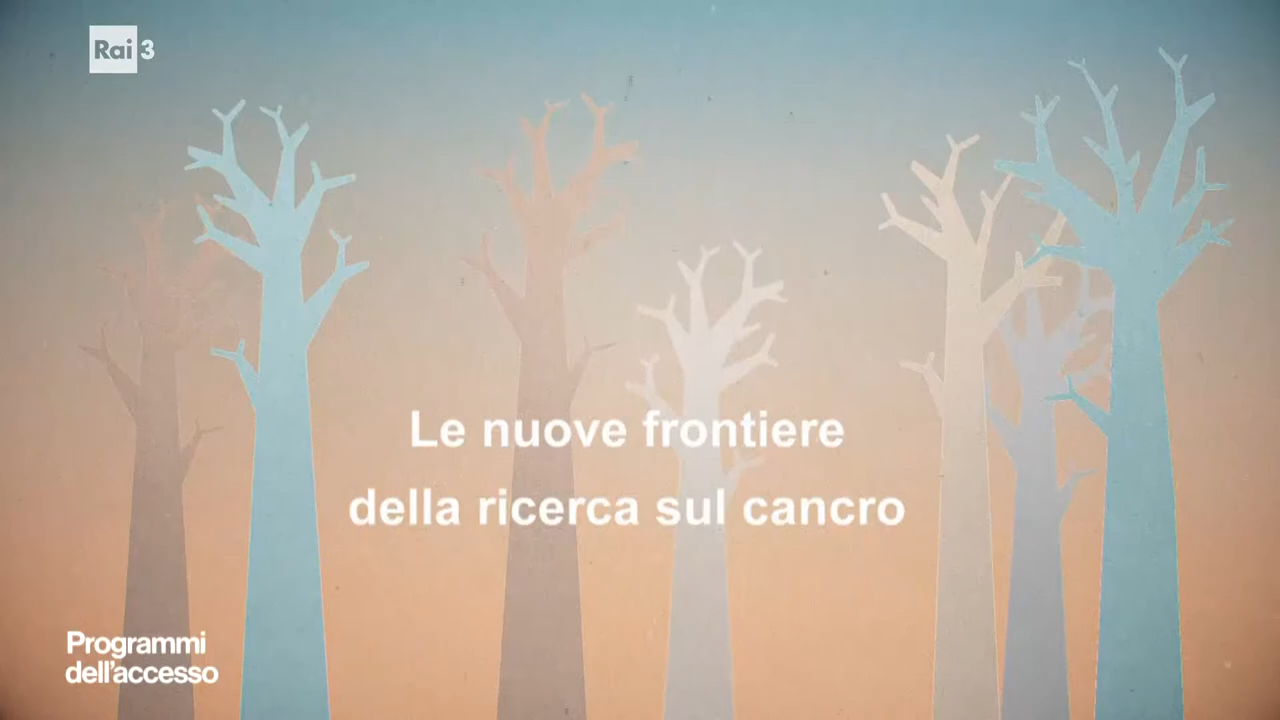 Rai 3
Le nuove frontiere
della ricerca sul cancro
Programmi
dell'accesso